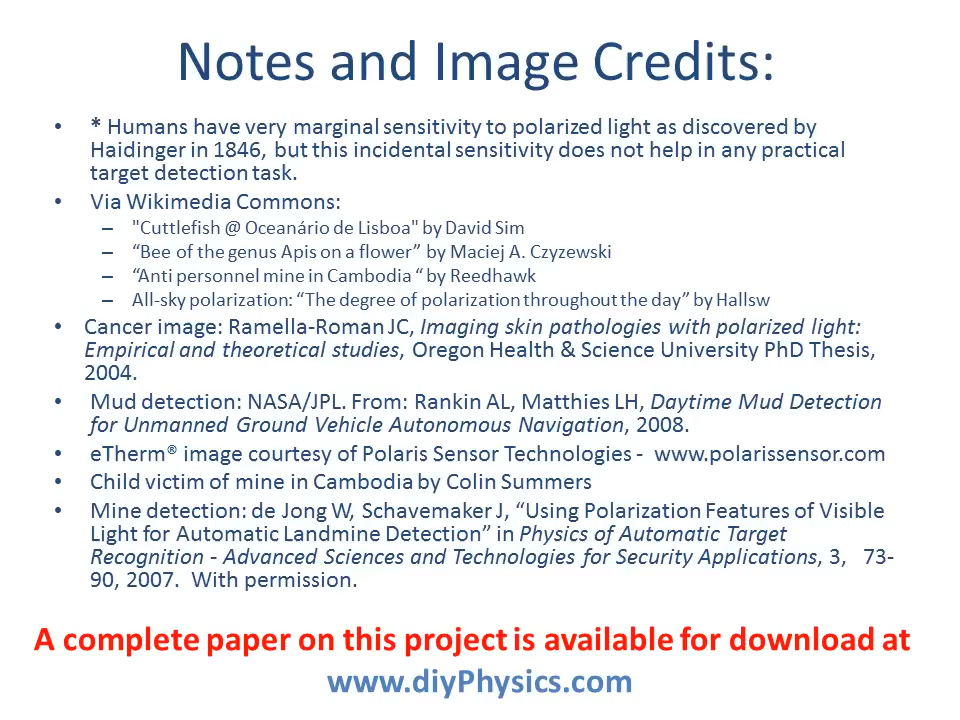 Notes and Image Credits:
• * Humans have very marginal sensitivity to polarized light as discovered by
Haidinger in 1846, but this incidental sensitivity does not help in any practical
target detection task.
• Via Wikimedia Commons:
– "Cuttlefish @ Oceanário de Lisboa" by David Sim
– “Bee of the genus Apis on a flower” by Maciej A. Czyzewski
– “Anti personnel mine in Cambodia “ by Reedhawk
– All-sky polarization: “The degree of polarization throughout the day” by Hallsw
• Cancer image: Ramella-Roman JC, Imaging skin pathologies with polarized light:
Empirical and theoretical studies, Oregon Health & Science University PhD Thesis,
2004.
• Mud detection: NASA/JPL. From: Rankin AL, Matthies LH, Daytime Mud Detection
for Unmanned Ground Vehicle Autonomous Navigation, 2008.
• eTherm® image courtesy of Polaris Sensor Technologies - www.polarissensor.com
• Child victim of mine in Cambodia by Colin Summers
• Mine detection: de Jong W, Schavemaker J, “Using Polarization Features of Visible
Light for Automatic Landmine Detection” in Physics of Automatic Target
Recognition - Advanced Sciences and Technologies for Security Applications, 3, 73-
90, 2007. With permission.
A complete paper on this project is available for download at
www.diyPhysics.com